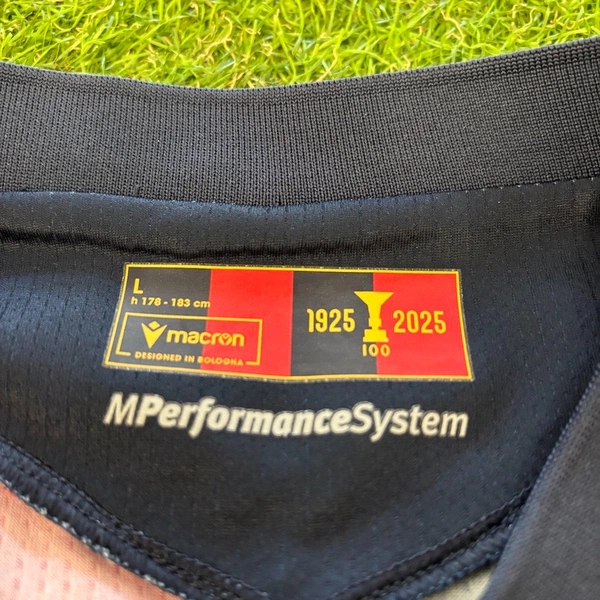 L
h 178 - 183 cm
macron
DESIGNED IN BOLOGNA
1925 2025
100
MPerformanceSystem